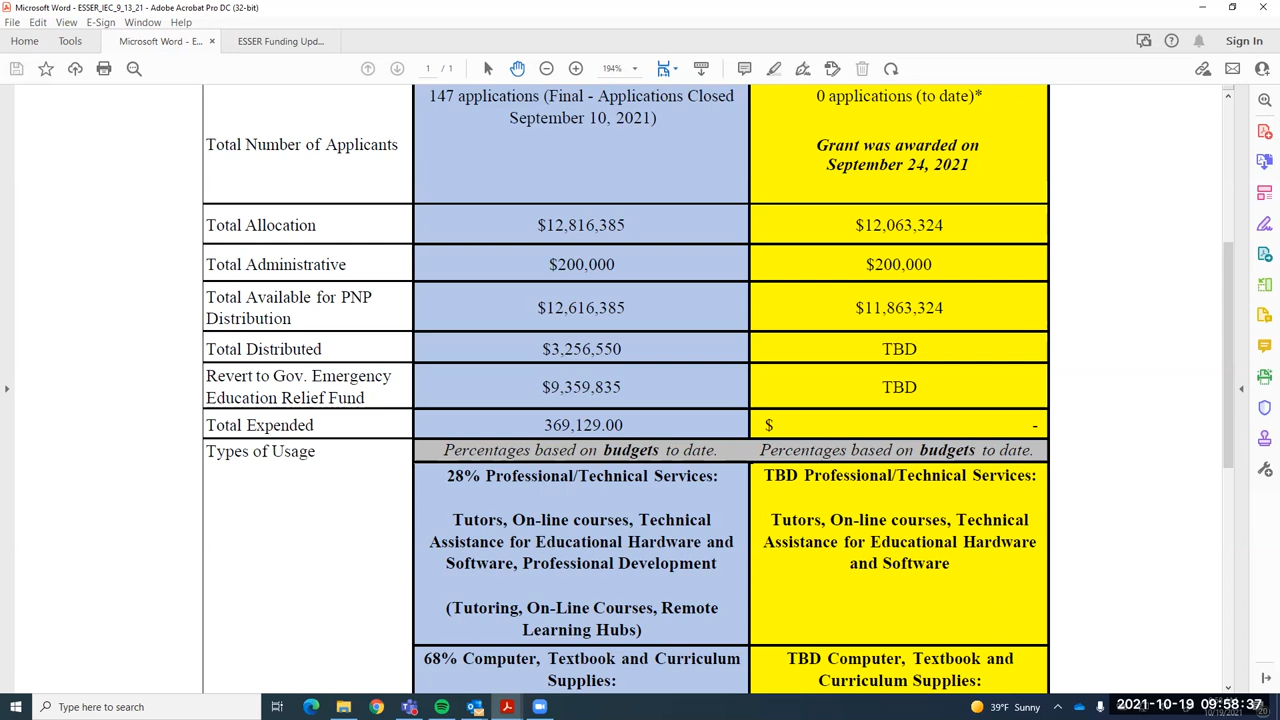 Microsoft Word - ESSER_IEC_9_13_21 - Adobe Acrobat Pro DC (32-bit)
File Edit View E-Sign Window Help
Home Tools Microsoft Word - E... × ESSER Funding Upd... Sign In
1 / 1 194%
147 applications (Final - Applications Closed
September 10, 2021)
0 applications (to date)*
Total Number of Applicants
Grant was awarded on
September 24, 2021
Total Allocation $12,816,385 $12,063,324
Total Administrative $200,000 $200,000
Total Available for PNP
Distribution
$12,616,385 $11,863,324
Total Distributed $3,256,550 TBD
Revert to Gov. Emergency
Education Relief Fund
$9,359,835 TBD
Total Expended 369,129.00 $ -
Types of Usage Percentages based on budgets to date. Percentages based on budgets to date.
28% Professional/Technical Services:
Tutors, On-line courses, Technical
Assistance for Educational Hardware and
Software, Professional Development
(Tutoring, On-Line Courses, Remote
Learning Hubs)
TBD Professional/Technical Services:
Tutors, On-line courses, Technical
Assistance for Educational Hardware
and Software
68% Computer, Textbook and Curriculum
Supplies:
TBD Computer, Textbook and
Curriculum Supplies:
Type here to search
39°F Sunny
2021-10-19 09:58:37